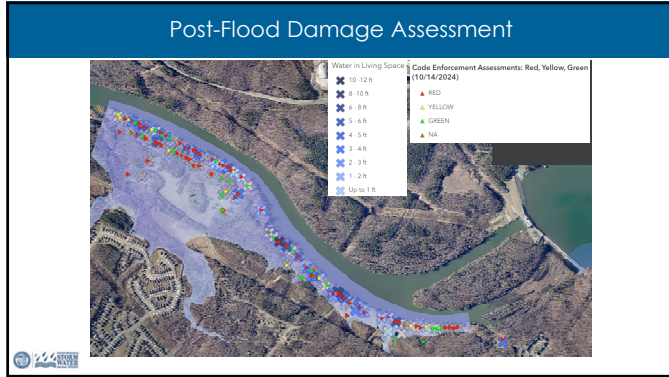 Post-Flood Damage Assessment
Water in Living Space
10 -12 ft
8 -10 ft
6 - 8 ft
5 - 6 ft
4 - 5 ft
3 - 4 ft
2 - 3 ft
1 - 2 ft
Up to 1 ft
Code Enforcement Assessments: Red, Yellow, Green
(10/14/2024)
RED
YELLOW
GREEN
NA
STORM
WATER